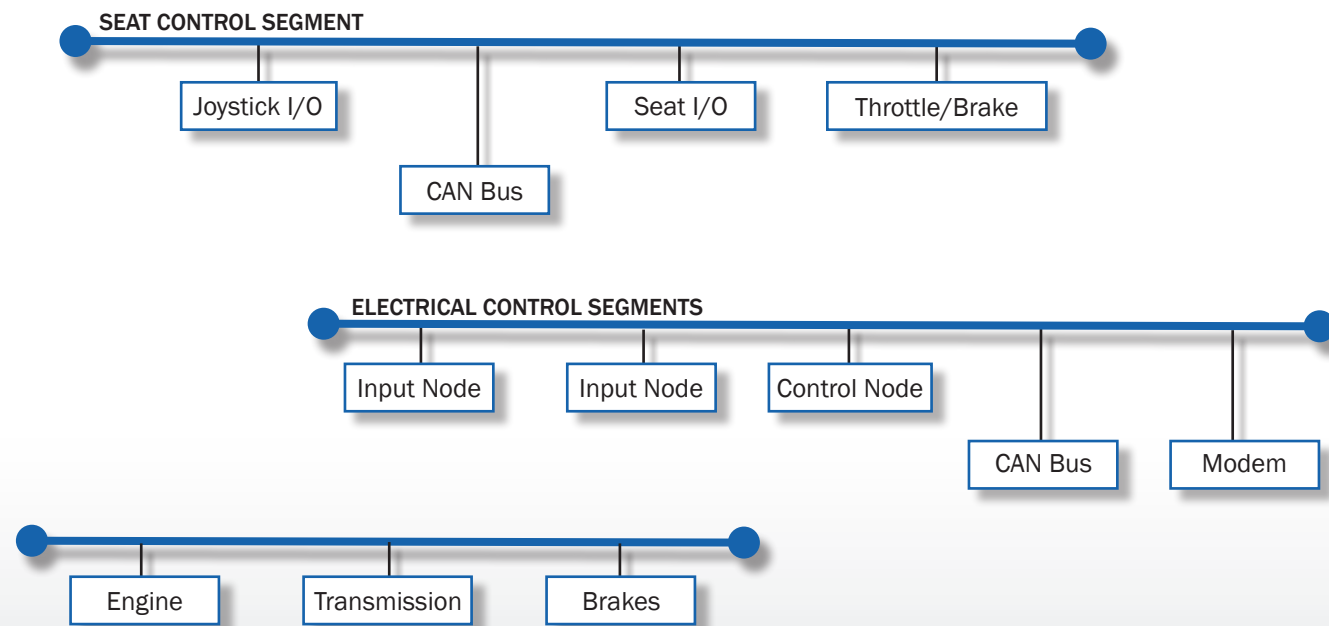 SEAT CONTROL SEGMENT
Joystick I/O
Seat I/O
Throttle/Brake
CAN Bus
ELECTRICAL CONTROL SEGMENTS
Input Node
Input Node
Control Node
CAN Bus
Modem
Engine
Transmission
Brakes